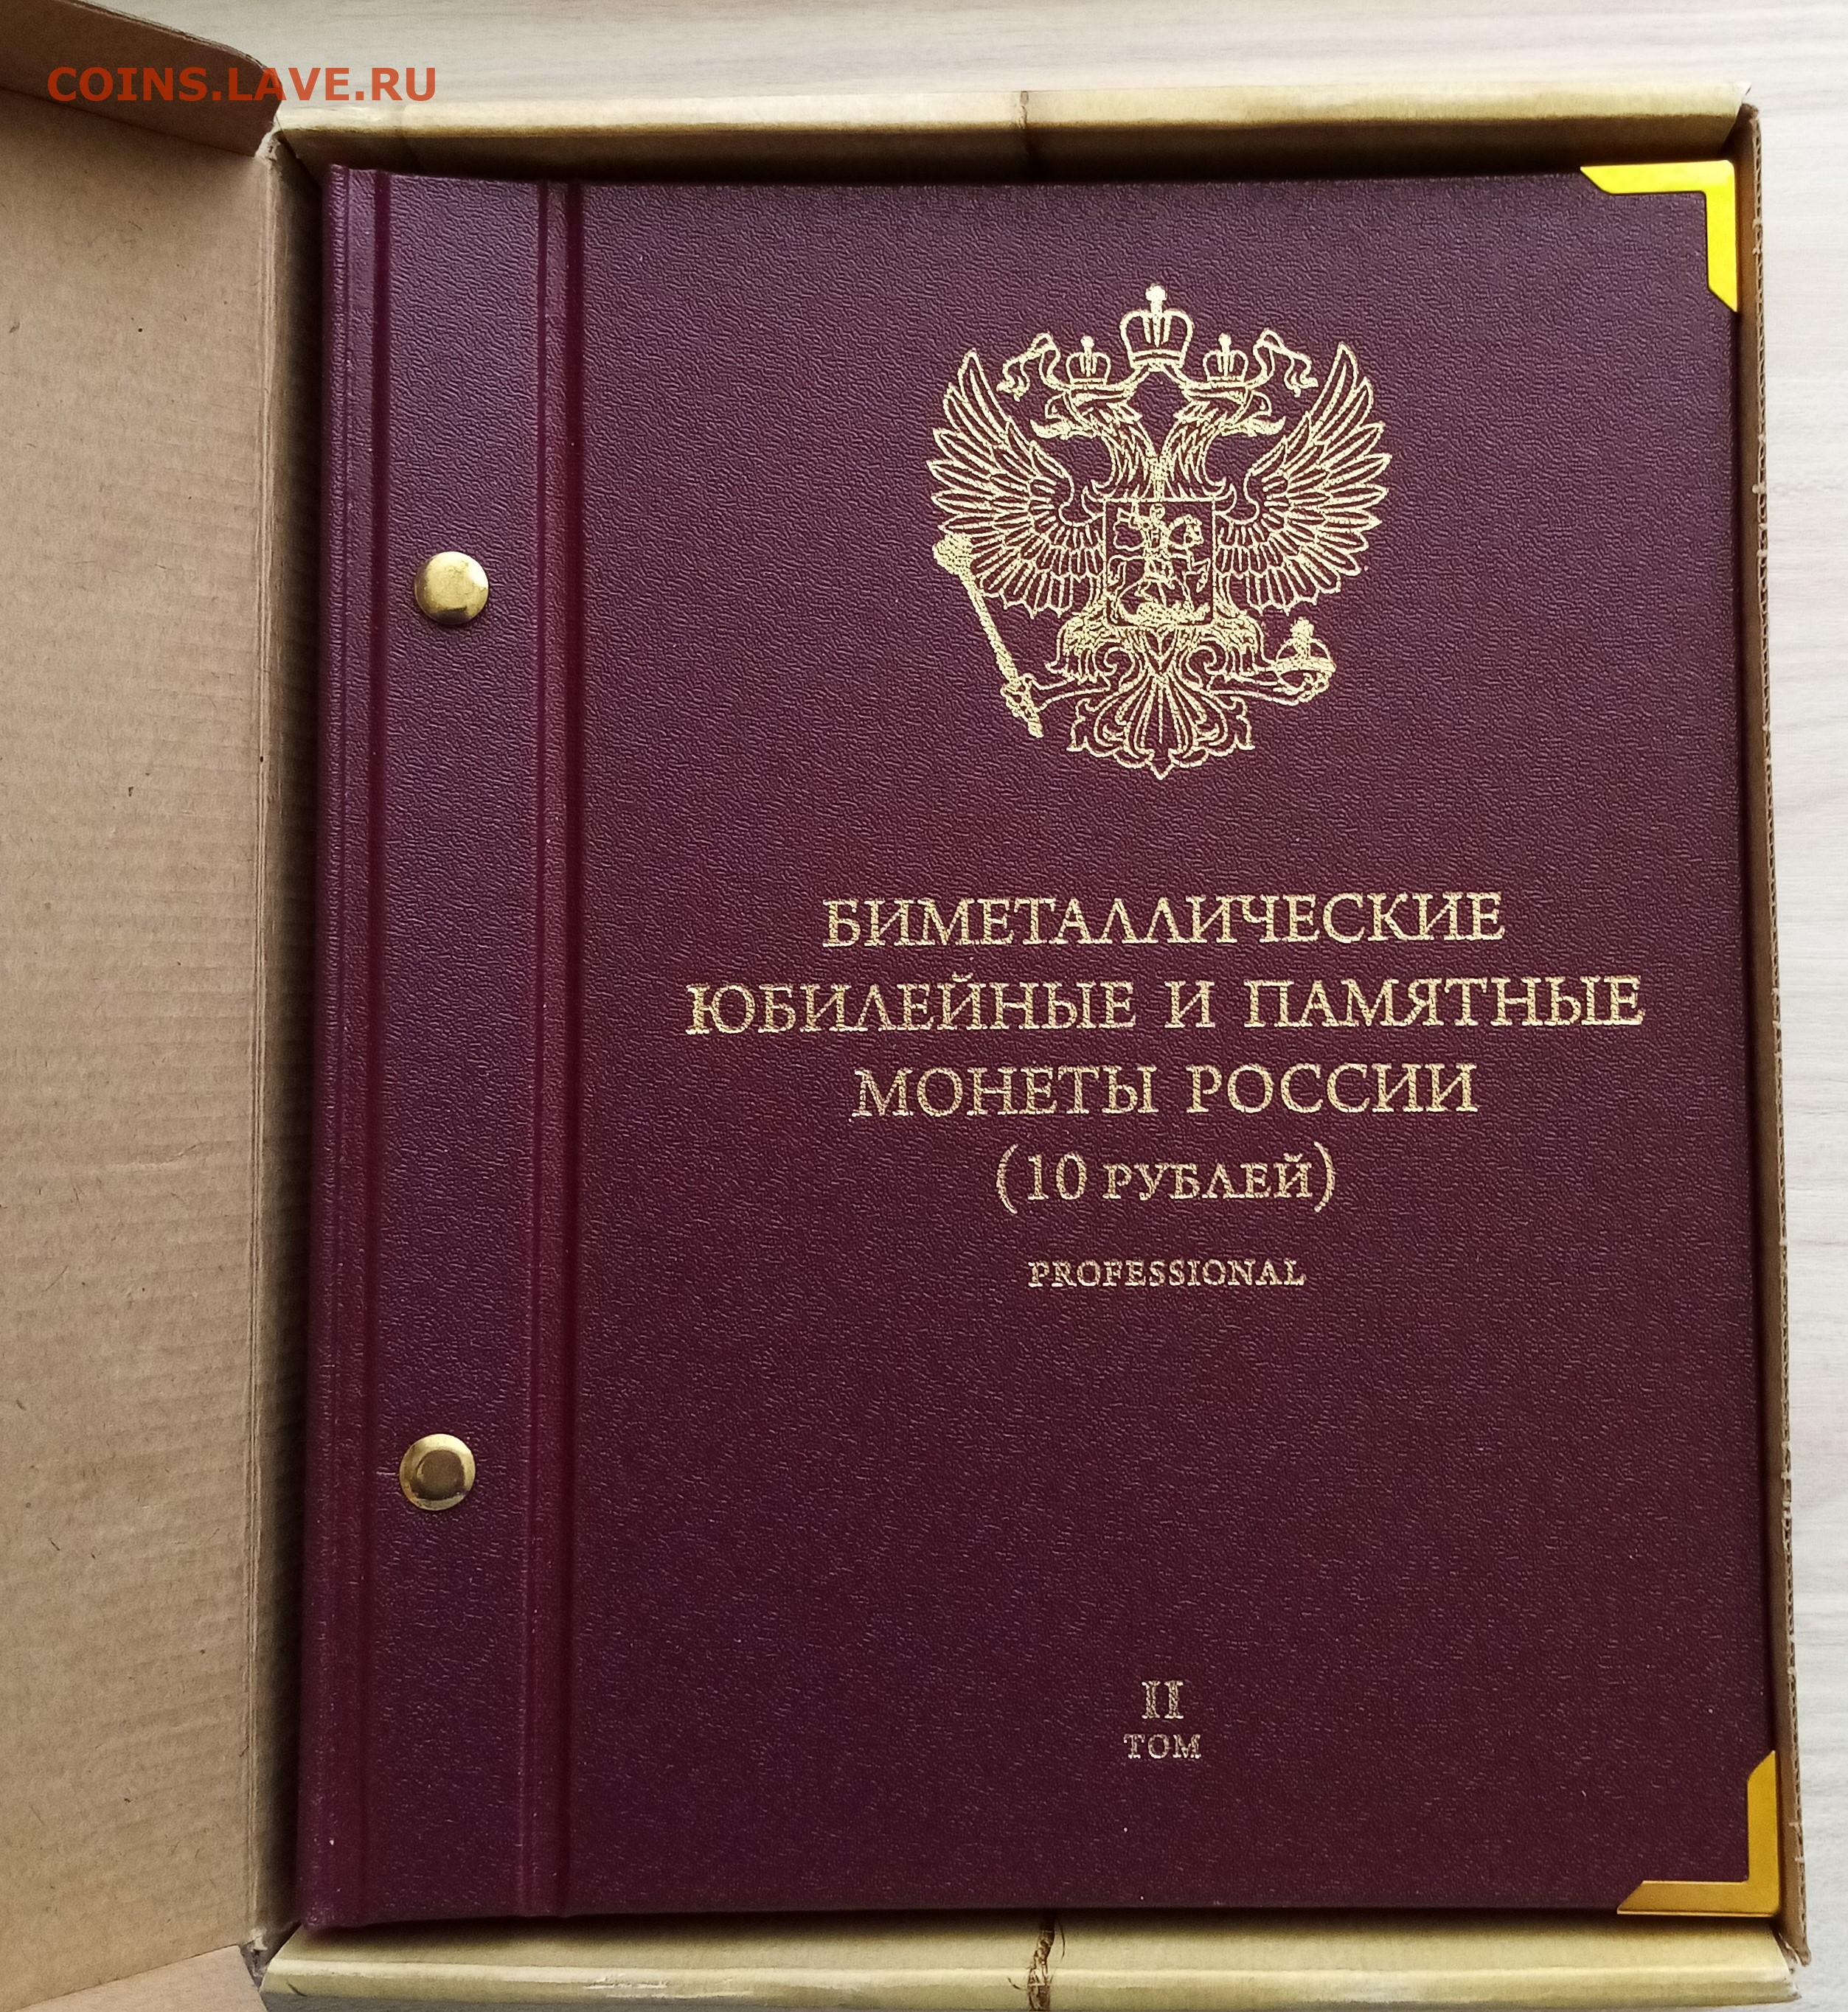 COINS.LAVE.RU
БИМЕТАЛЛИЧЕСКИЕ
ЮБИЛЕЙНЫЕ И ПАМЯТНЫЕ
МОНЕТЫ РОССИИ
(10 РУБЛЕЙ)
PROFESSIONAL
II
ТОМ